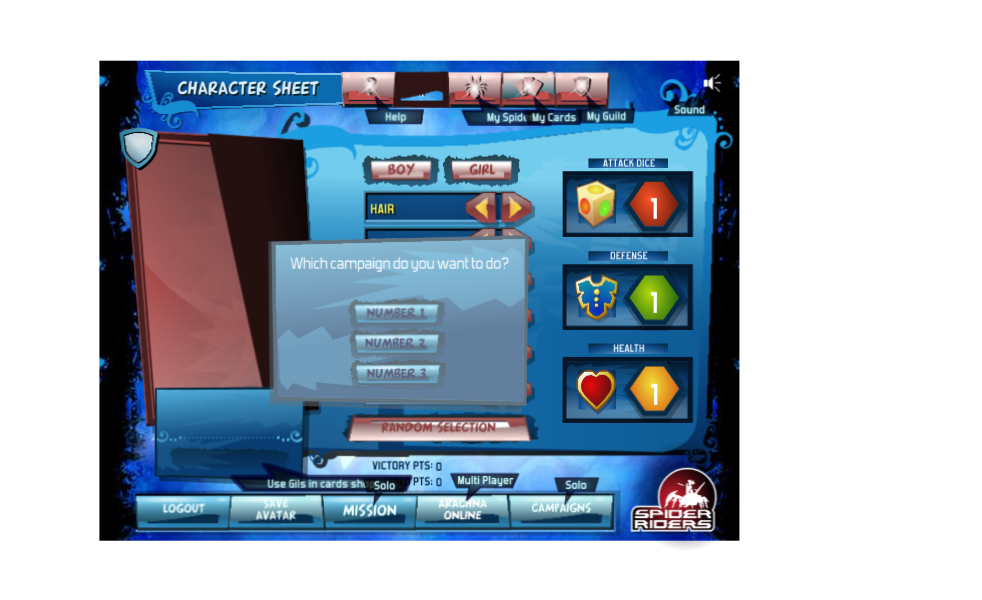 CHARACTER SHEET
Help
My Spide
My Cards
My Guild
Sound
BOY
GIRL
HAIR
ATTACK DICE
1
DEFENSE
1
HEALTH
1
Which campaign do you want to do?
NUMBER 1
NUMBER 2
NUMBER 3
RANDOM SELECTION
VICTORY PTS: 0
Use Gils in cards sh
PTS: 0
Solo
Multi Player
Solo
LOGOUT
SAVE AVATAR
MISSION
ARACHNA ONLINE
CAMPAIGNS
SPIDER RIDERS